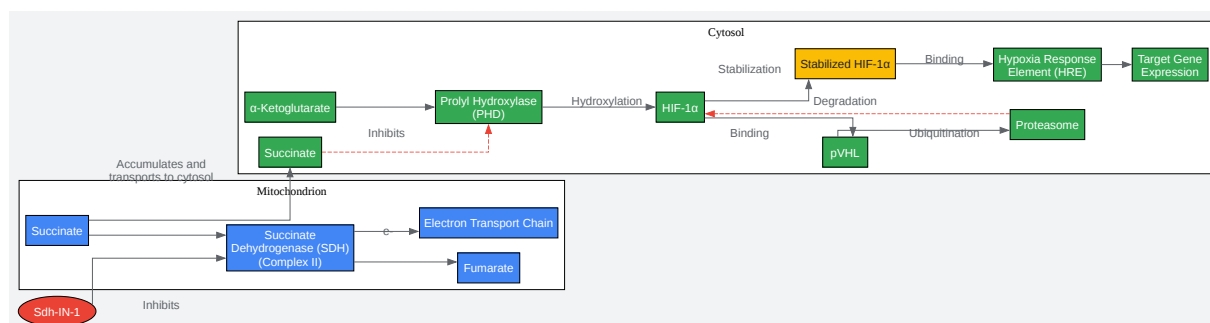 Cytosol
Stabilized HIF-1α
Binding
Hypoxia Response
Element (HRE)
Target Gene
Expression
Stabilization
α-Ketoglutarate
Prolyl Hydroxylase
(PHD)
Hydroxylation
HIF-1α
Degradation
Inhibits
Binding
Ubiquitination
Proteasome
Succinate
pVHL
Accumulates and
transports to cytosol
Mitochondrion
Succinate
Succinate
Dehydrogenase (SDH)
(Complex II)
e-
Electron Transport Chain
Fumarate
Sdh-IN-1
Inhibits